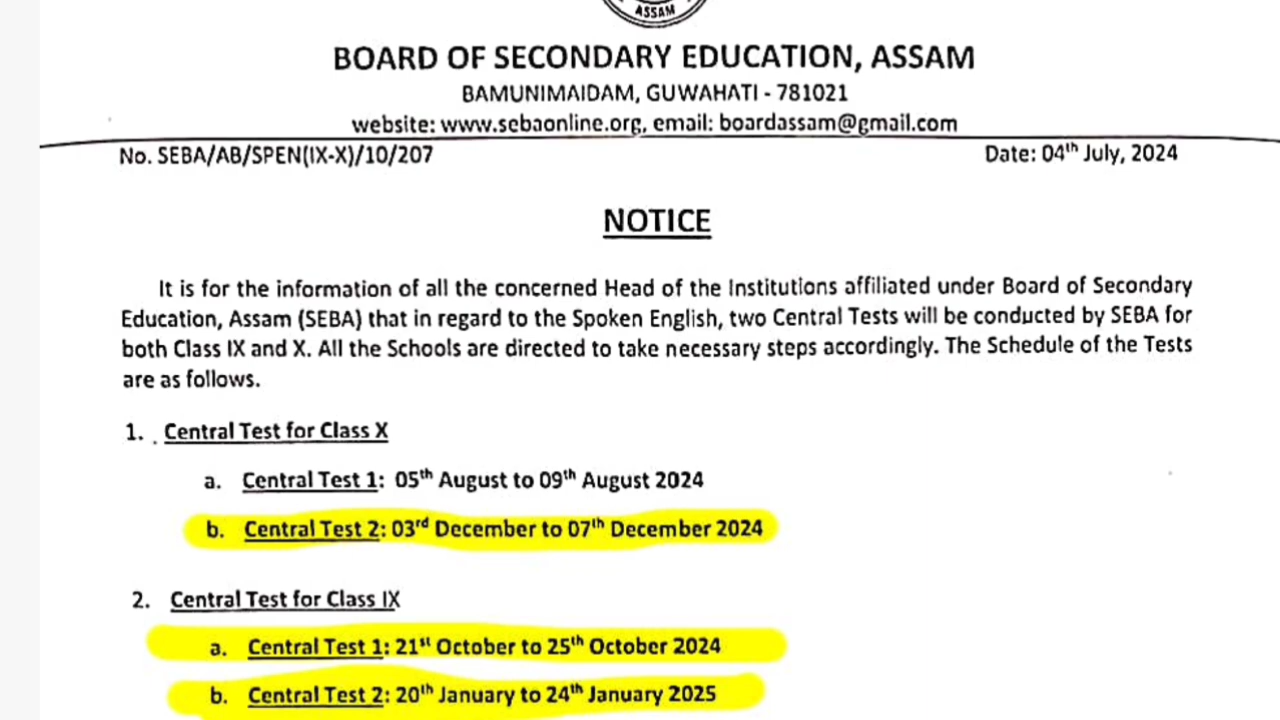 ASSAM
BOARD OF SECONDARY EDUCATION, ASSAM
BAMUNIMAIDAM, GUWAHATI - 781021
website: www.sebaonline.org, email: boardassam@gmail.com
No. SEBA/AB/SPEN(IX-X)/10/207 Date: 04th July, 2024
NOTICE
It is for the information of all the concerned Head of the Institutions affiliated under Board of Secondary
Education, Assam (SEBA) that in regard to the Spoken English, two Central Tests will be conducted by SEBA for
both Class IX and X. All the Schools are directed to take necessary steps accordingly. The Schedule of the Tests
are as follows.
1. Central Test for Class X
a. Central Test 1: 05th August to 09th August 2024
b. Central Test 2: 03rd December to 07th December 2024
2. Central Test for Class IX
a. Central Test 1: 21st October to 25th October 2024
b. Central Test 2: 20th January to 24th January 2025